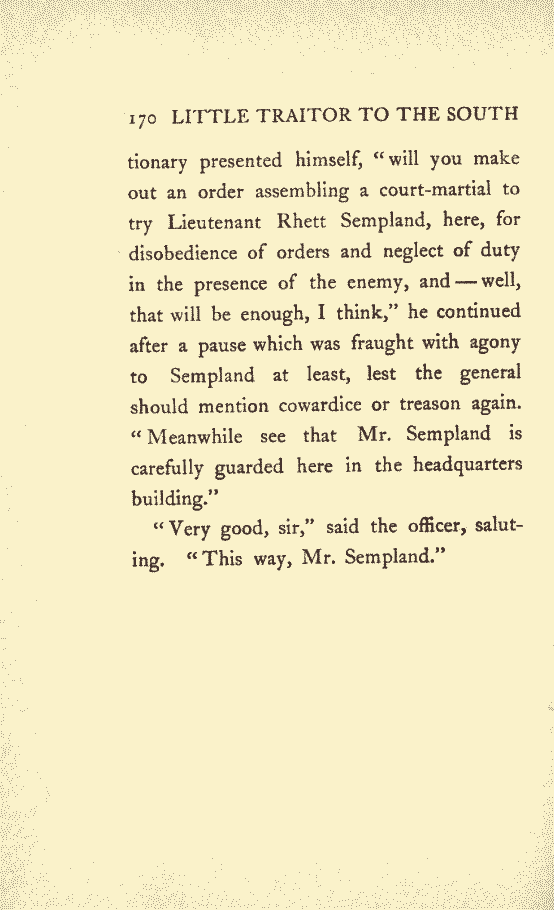 170 LITTLE TRAITOR TO THE SOUTH
tionary presented himself, “will you make
out an order assembling a court-martial to
try Lieutenant Rhett Sempland, here, for
disobedience of orders and neglect of duty
in the presence of the enemy, and — well,
that will be enough, I think,” he continued
after a pause which was fraught with agony
to Sempland at least, lest the general
should mention cowardice or treason again.
“Meanwhile see that Mr. Sempland is
carefully guarded here in the headquarters
building.”
“Very good, sir,” said the officer, salut-
ing. “This way, Mr. Sempland.”